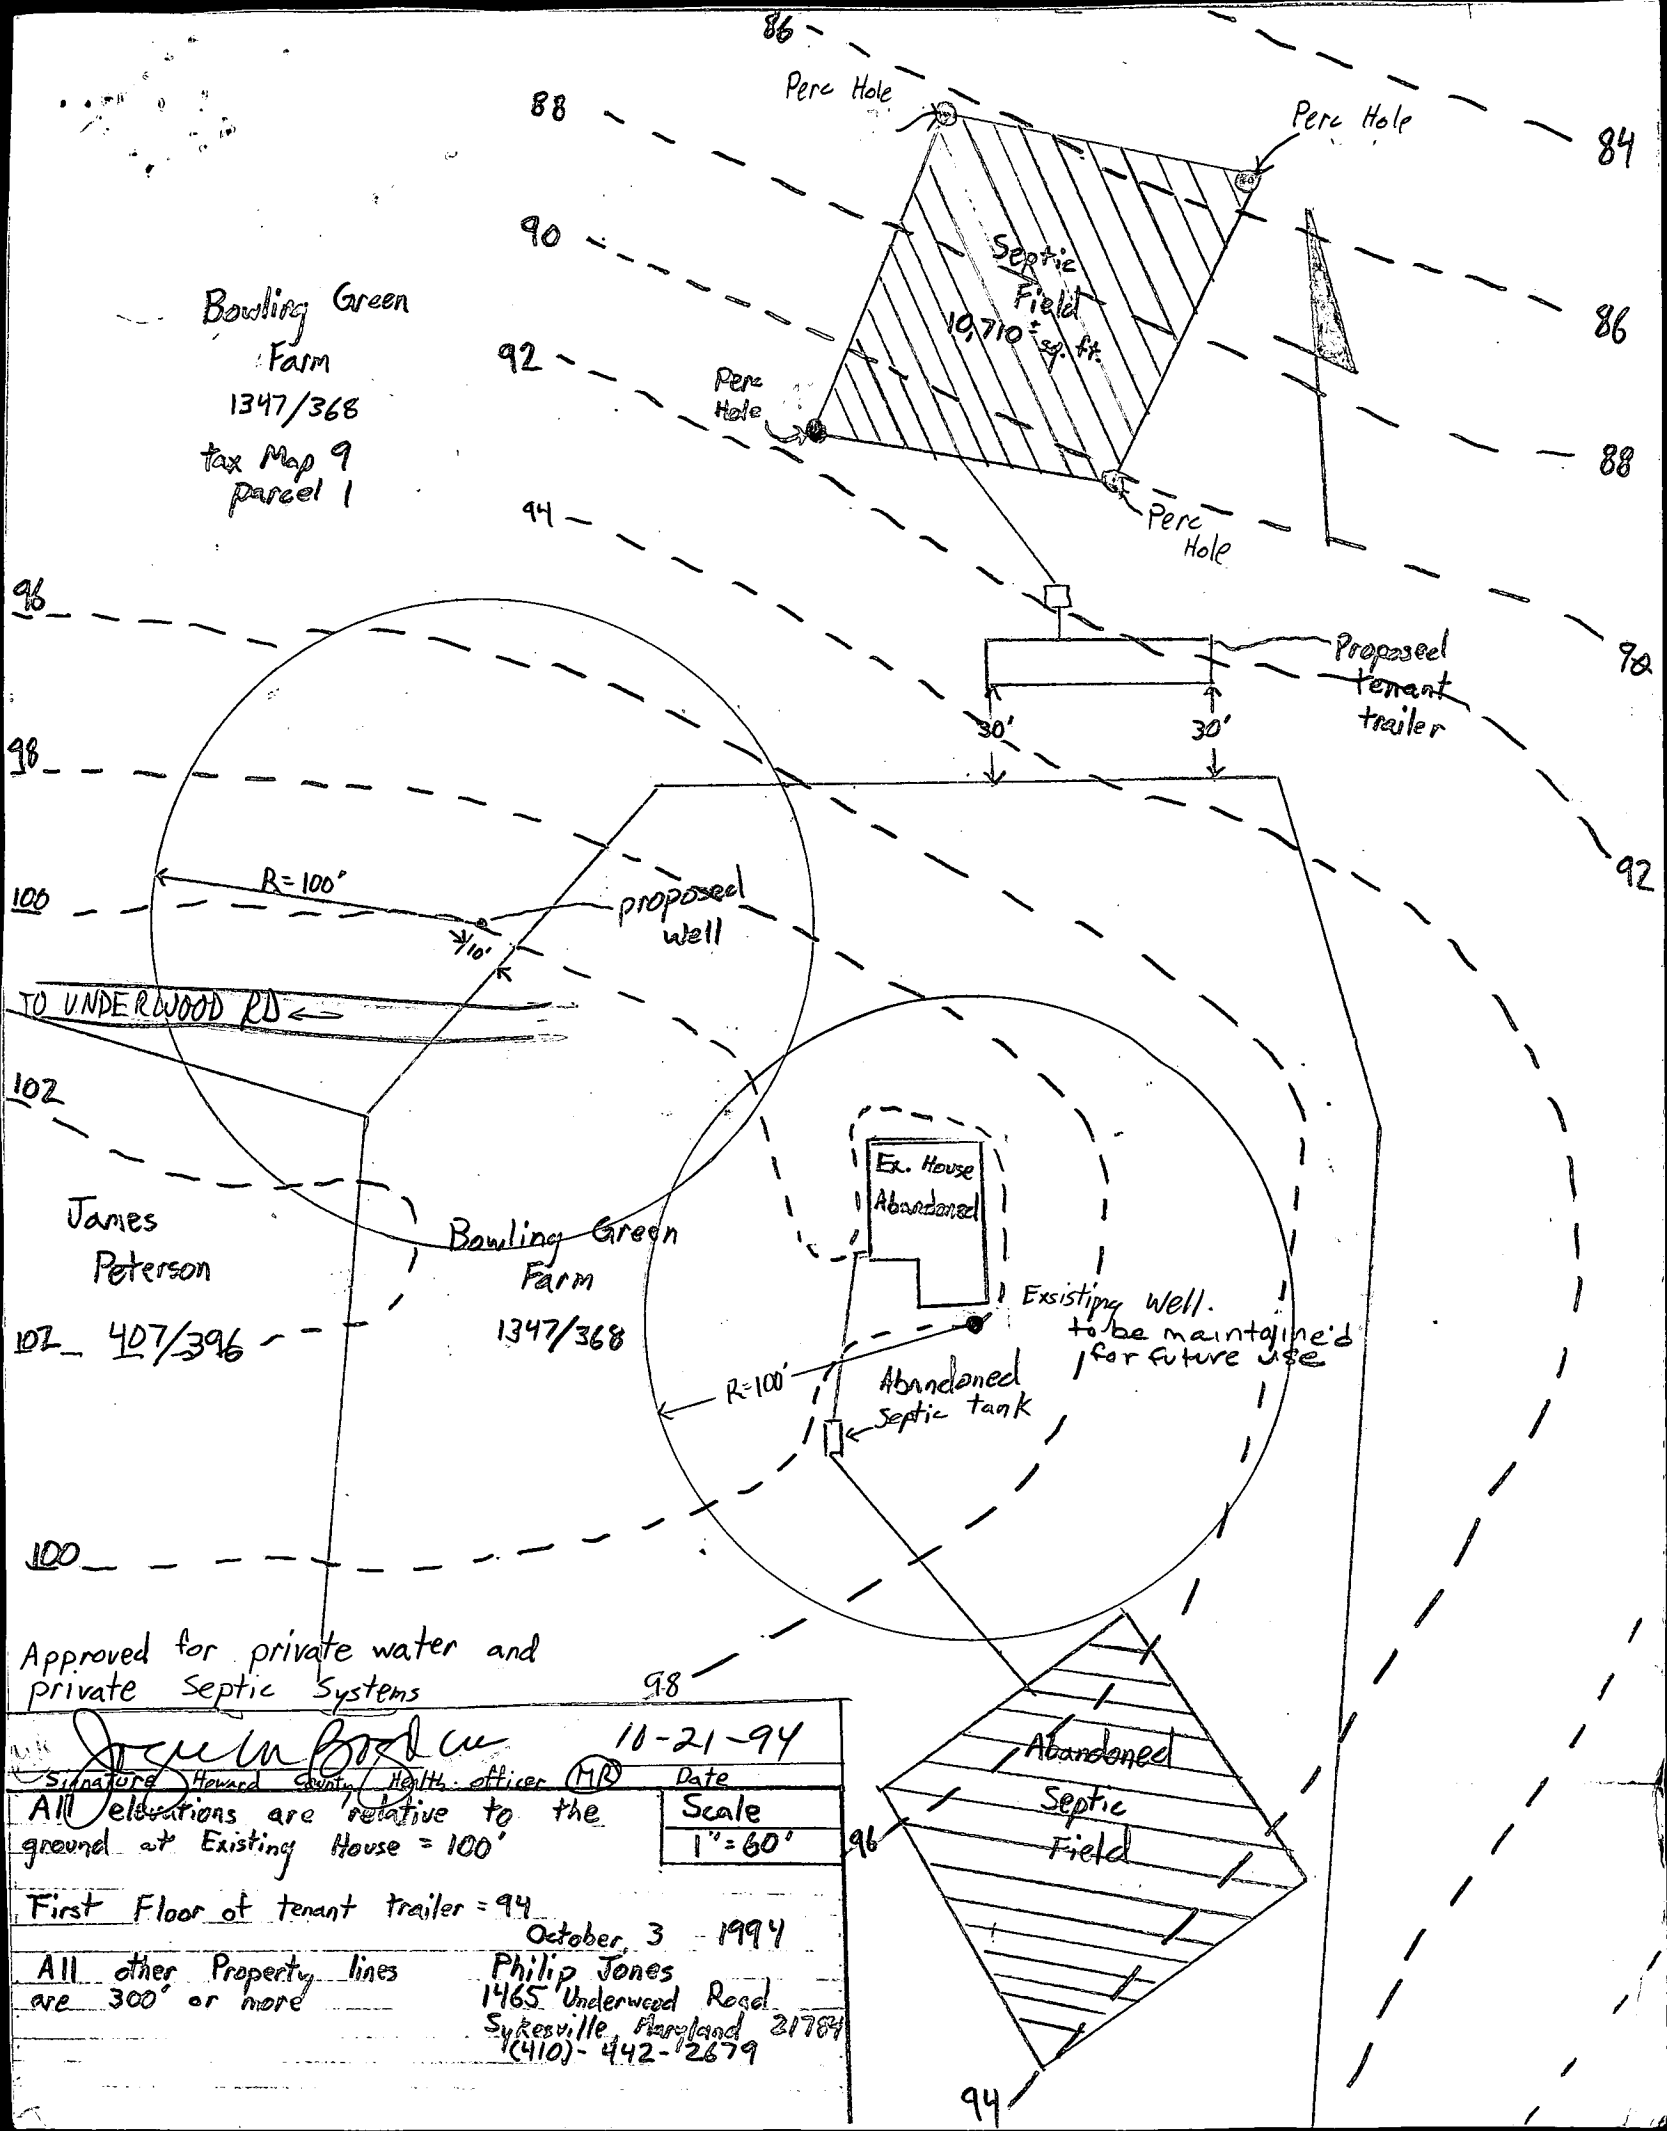 86
Perc Hole
Perc Hole
88
84
90
Septic
Field
10,710± sq. ft.
Bowling Green
Farm
1347/368
tax Map 9
parcel 1
86
92
Perc
Hole
88
94
Perc
Hole
96
Proposed
tenant
trailer
90
30'
30'
98
92
R=100'
100
proposed
well
10'
TO UNDERWOOD RD
102
Ex. House
Abandoned
James
Peterson
102 407/396
Bowling Green
Farm
1347/368
Exsisting well.
to be maintaine'd
for future use
R=100'
Abandoned
Septic tank
100
Approved for private water and
private Septic Systems
98
10-21-94
Signature Howard County Health officer MR Date
All elevations are relative to the
ground at Existing House = 100'
Scale
1"=60'
Abandoned
Septic
Field
96
First Floor of tenant trailer = 94
October, 3 1994
All other Property lines
are 300' or more
Philip Jones
1465 Underwood Road
Sykesville, Maryland 21784
(410)-442-2679
94